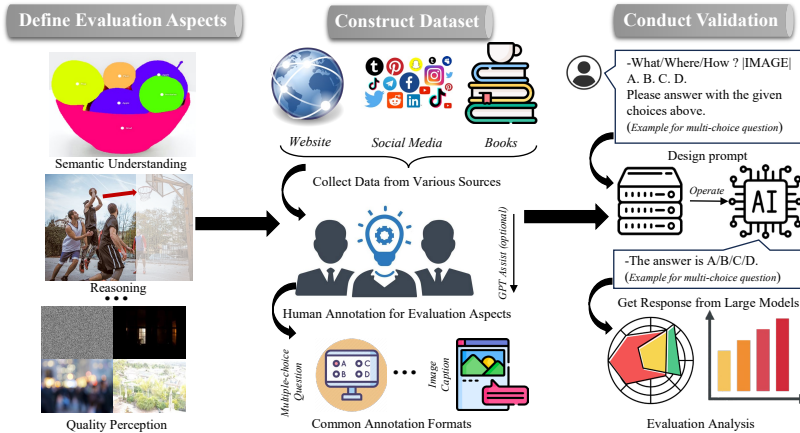 Define Evaluation Aspects
Semantic Understanding
Reasoning
Quality Perception
Construct Dataset
Website
Social Media
Books
Collect Data from Various Sources
GPT Assist (optional)
Human Annotation for Evaluation Aspects
Multiple-choice
Question
A
C
B
D
Image
Caption
Common Annotation Formats
Conduct Validation
-What/Where/How ? |IMAGE|
A. B. C. D.
Please answer with the given
choices above.
(Example for multi-choice question)
Design prompt
Operate
AI
-The answer is A/B/C/D.
(Example for multi-choice question)
Get Response from Large Models
Evaluation Analysis